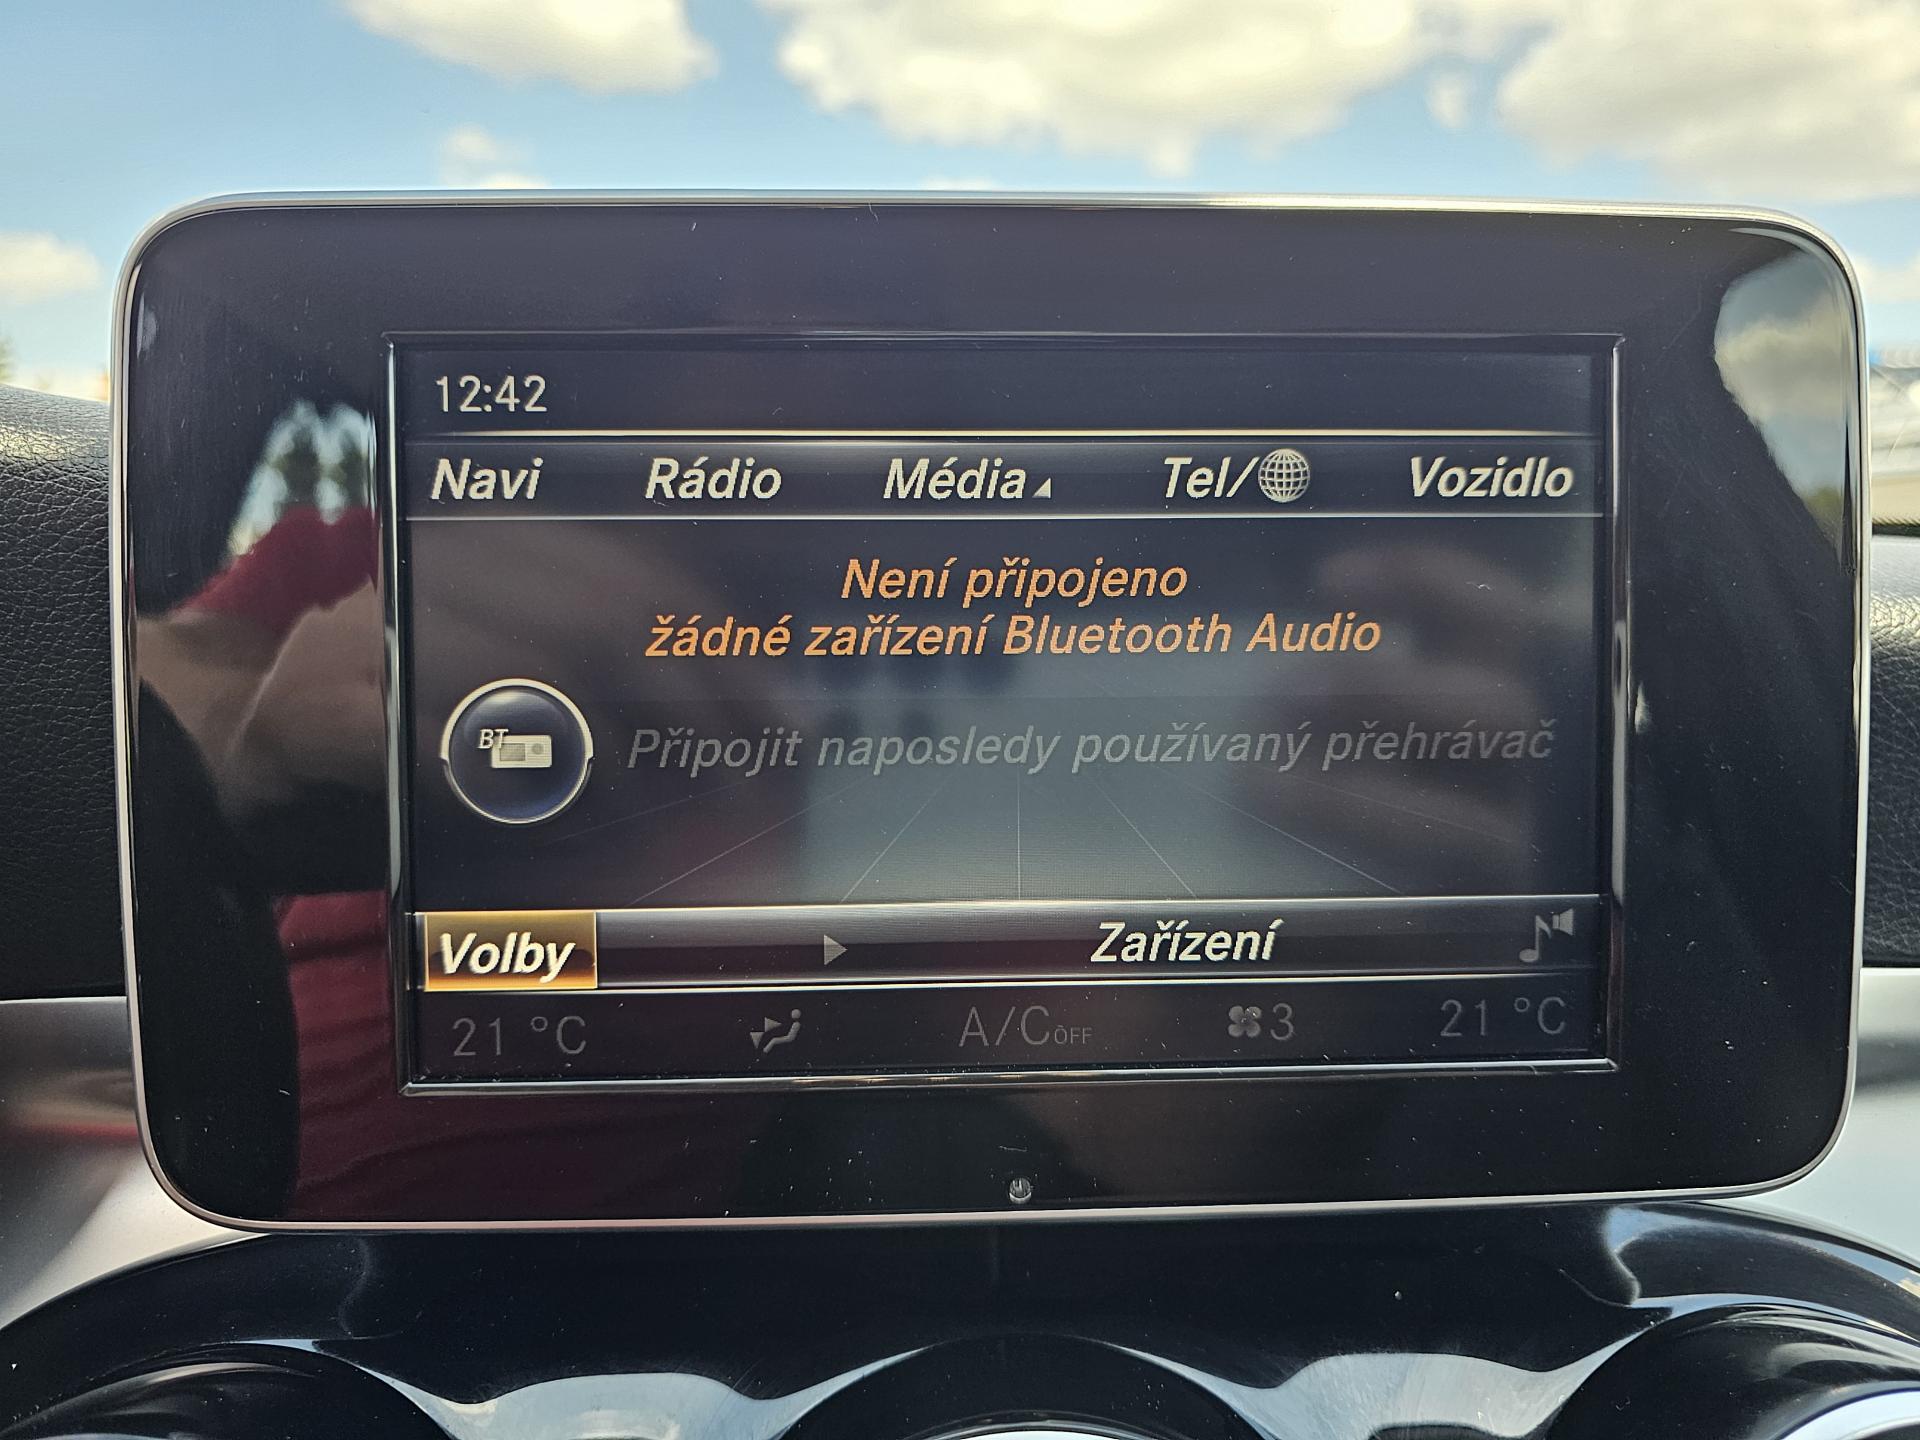 12:42
Navi Rádio Média Tel/ Vozidlo
Není připojeno
žádné zařízení Bluetooth Audio
BT
Připojit naposledy používaný přehrávač
Volby Zařízení
21 °C A/C OFF 3 21 °C